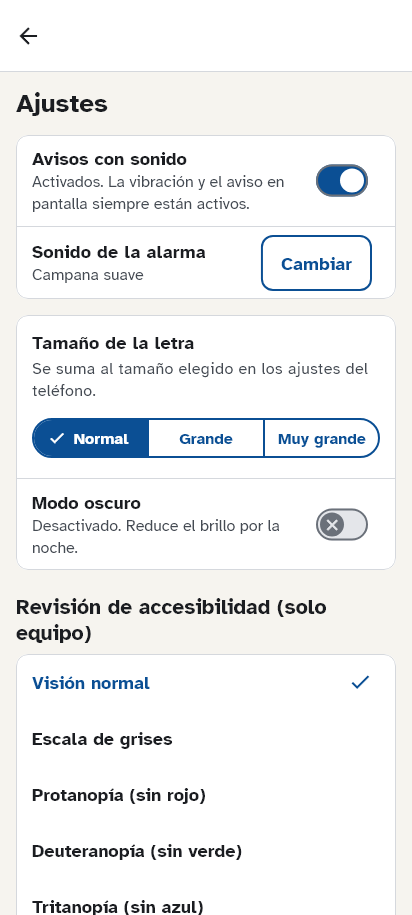 Ajustes
Avisos con sonido
Activados. La vibración y el aviso en
pantalla siempre están activos.
Sonido de la alarma
Campana suave
Cambiar
Tamaño de la letra
Se suma al tamaño elegido en los ajustes del
teléfono.
Normal
Grande
Muy grande
Modo oscuro
Desactivado. Reduce el brillo por la
noche.
Revisión de accesibilidad (solo
equipo)
Visión normal
Escala de grises
Protanopía (sin rojo)
Deuteranopía (sin verde)
Tritanopía (sin azul)